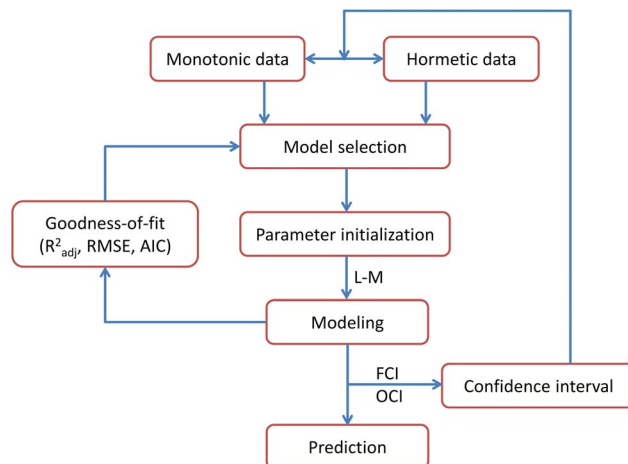 Monotonic data
Hormetic data
Model selection
Goodness-of-fit
(R²adj, RMSE, AIC)
Parameter initialization
L-M
Modeling
FCI
OCI
Confidence interval
Prediction